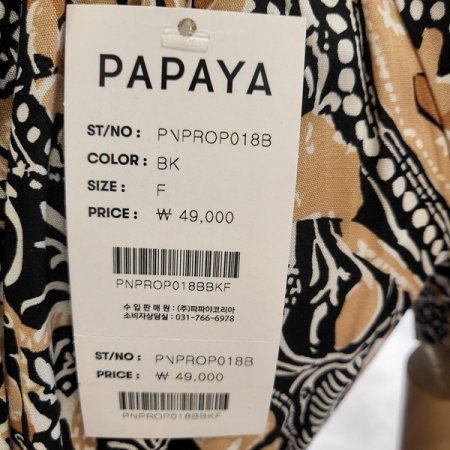 PAPAYA
ST/NO : PNPROP018B
COLOR : BK
SIZE : F
PRICE : ₩ 49,000
PNPROP018BBKF
수 입 판 매 원 : (주)파파야코리아
소비자상담실 : 031-766-6978
ST/NO : PNPROP018B
PRICE : ₩ 49,000
PNPROP018BBKF